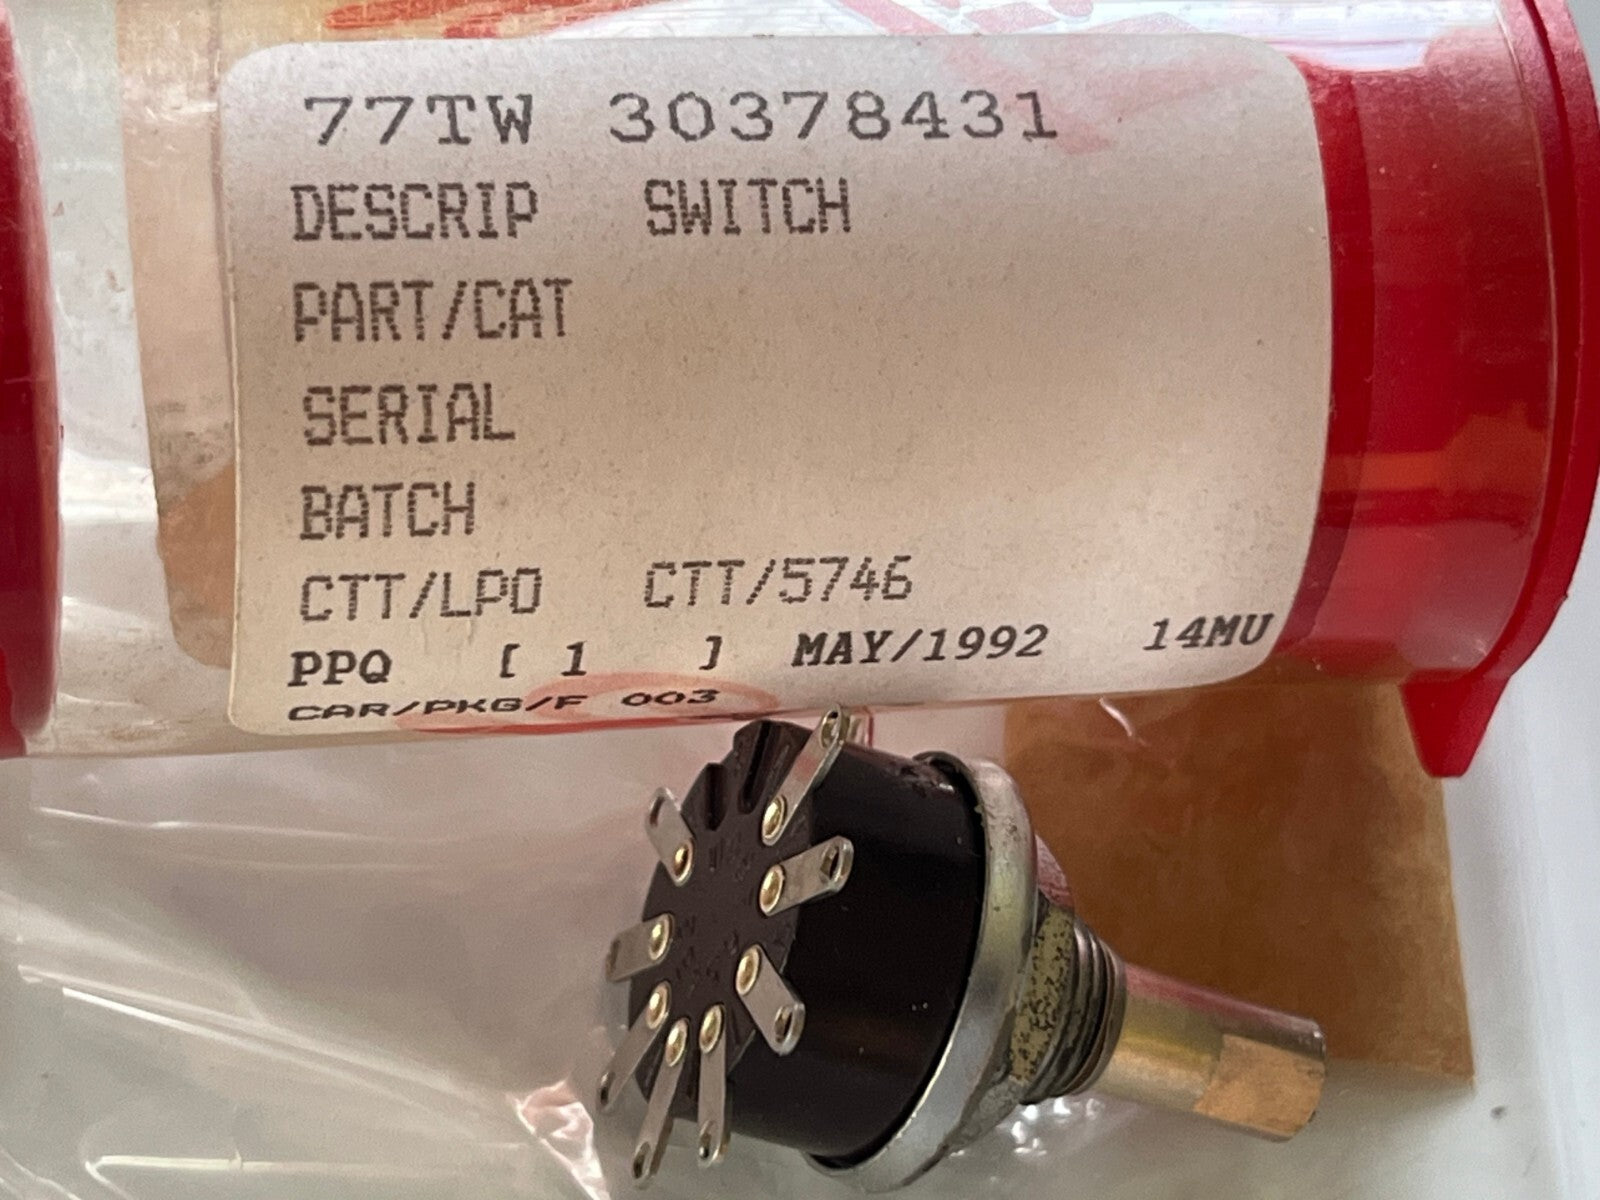 77TW 30378431
DESCRIP SWITCH
PART/CAT
SERIAL
BATCH
CTT/LPO CTT/5746
PPQ [ 1 ] MAY/1992 14MU
CAR/PKG/F 003